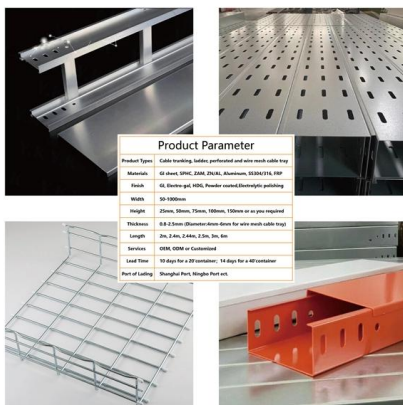 Product Parameter
Product Types Cable trunking, ladder, perforated and wire mesh cable tray
Materials GI sheet, SPHC, ZAM, ZN/AL, Aluminum, SS304/316, FRP
Finish GI, Electro-gal, HDG, Powder coated,Electrolytic polishing
Width 50-1000mm
Height 25mm, 50mm, 75mm, 100mm, 150mm or as you required
Thickness 0.8-2.5mm (Diameter:4mm-6mm for wire mesh cable tray)
Length 2m, 2.4m, 2.44m, 2.5m, 3m, 6m
Services OEM, ODM or Customized
Lead Time 10 days for a 20'container; 14 days for a 40'container
Port of Lading Shanghai Port, Ningbo Port ect.